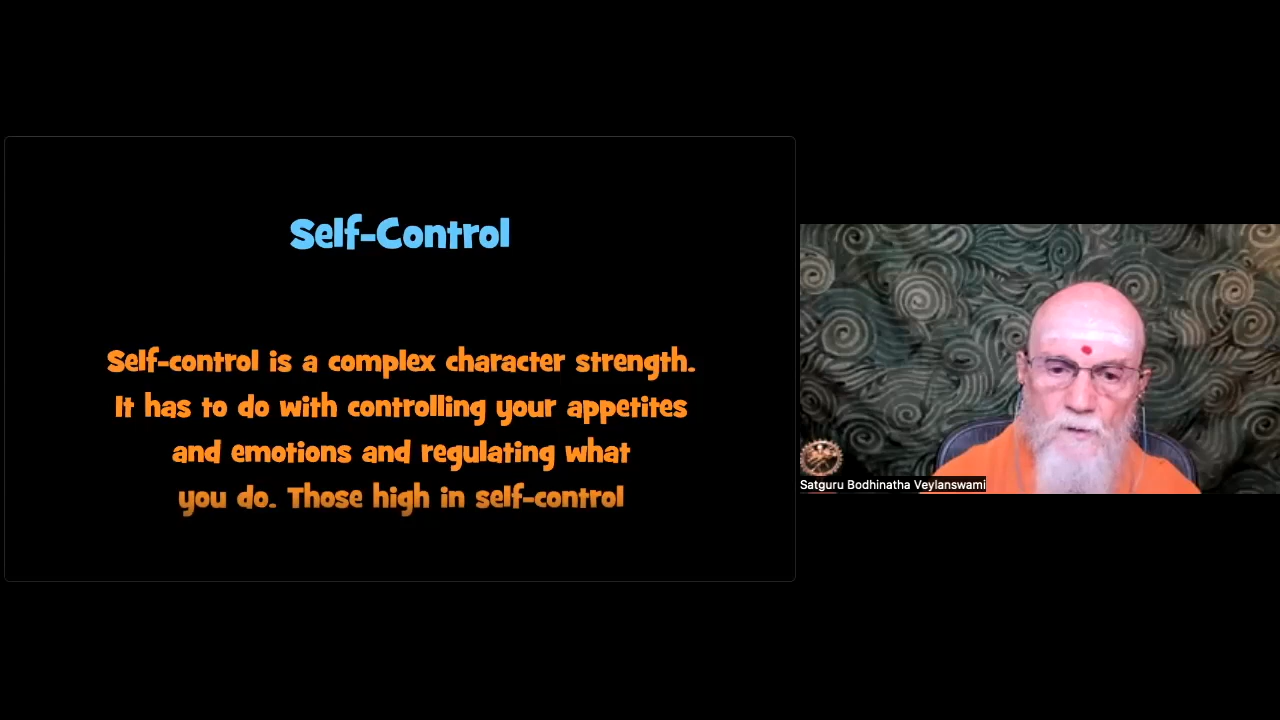 Self-Control
Self-control is a complex character strength.
It has to do with controlling your appetites
and emotions and regulating what
you do. Those high in self-control
Satguru Bodhinatha Veylanswami